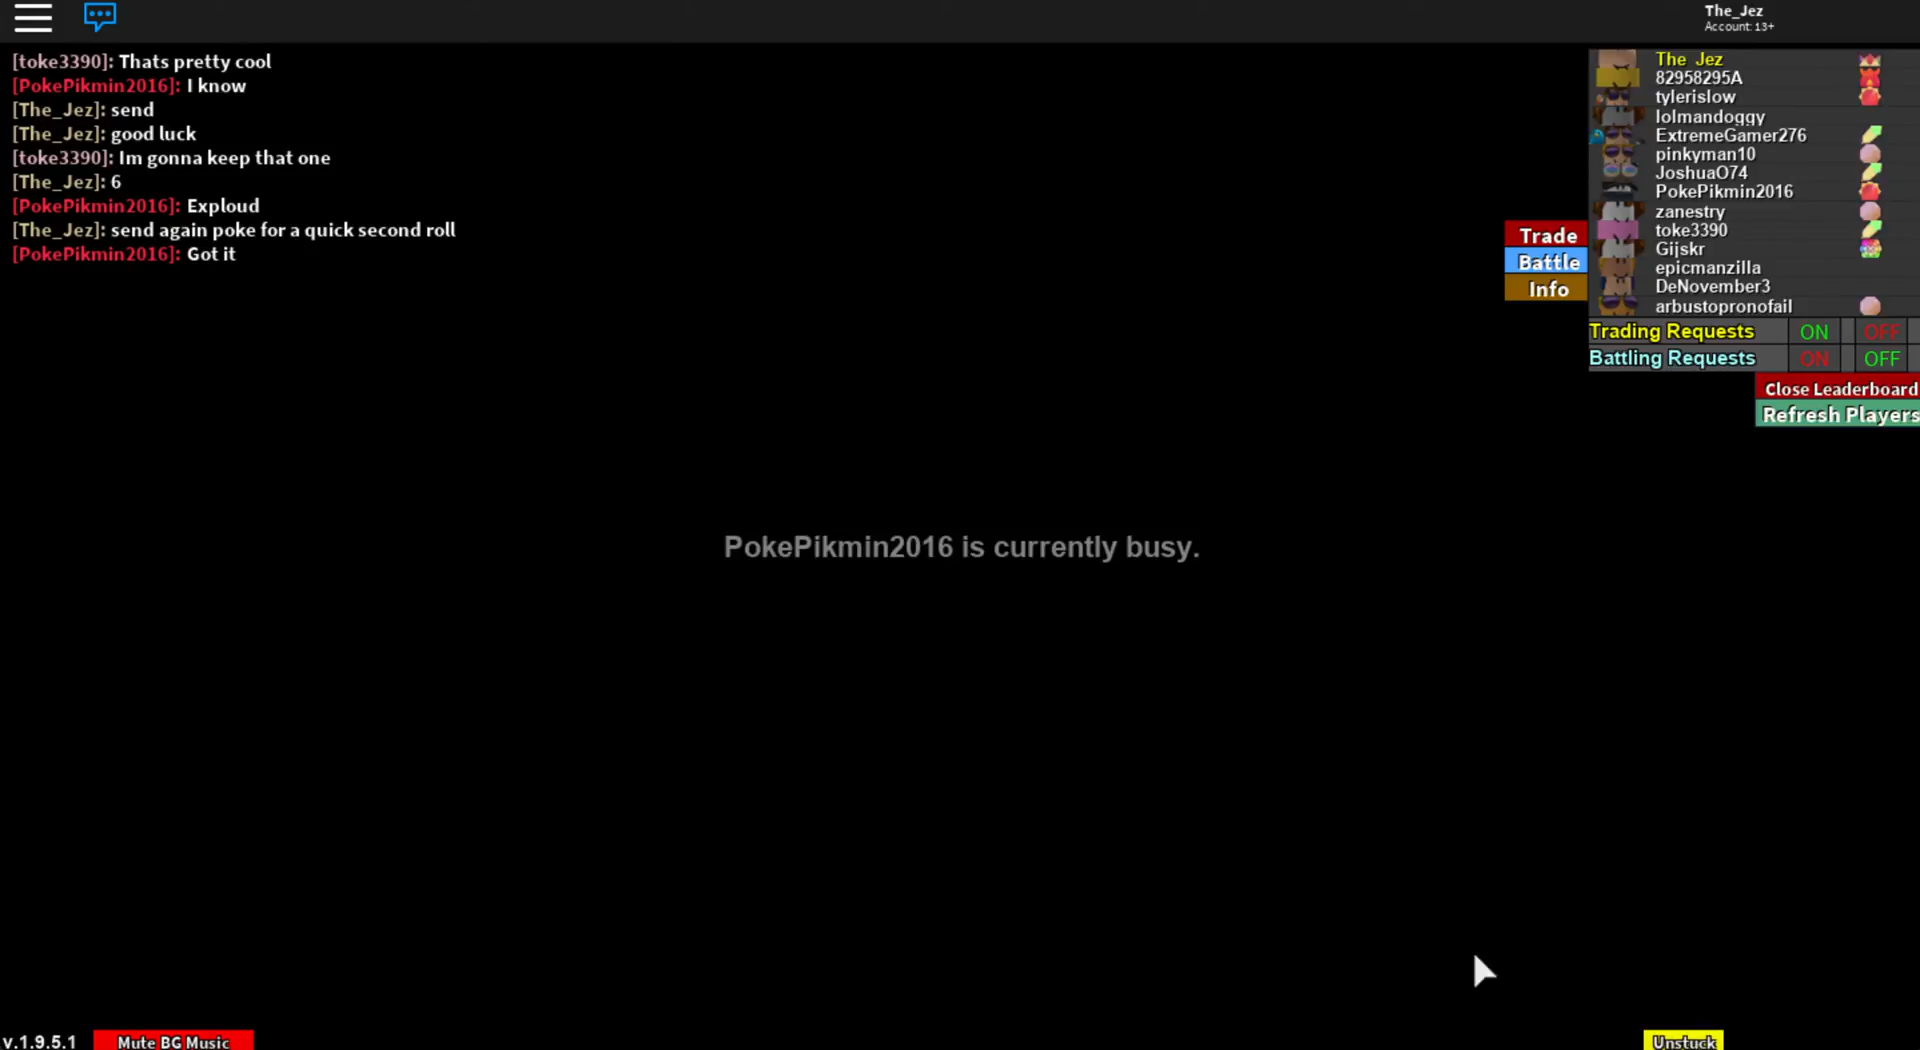 The_Jez
Account: 13+
[toke3390]: Thats pretty cool
[PokePikmin2016]: I know
[The_Jez]: send
[The_Jez]: good luck
[toke3390]: Im gonna keep that one
[The_Jez]: 6
[PokePikmin2016]: Exploud
[The_Jez]: send again poke for a quick second roll
[PokePikmin2016]: Got it
The_Jez
82958295A
tylerislow
lolmandoggy
ExtremeGamer276
pinkyman10
JoshuaO74
PokePikmin2016
zanestry
toke3390
Gijskr
epicmanzilla
DeNovember3
arbustopronofail
Trade
Battle
Info
Trading Requests ON OFF
Battling Requests ON OFF
Close Leaderboard
Refresh Players
PokePikmin2016 is currently busy.
v.1.9.5.1 Mute BG Music
Unstuck